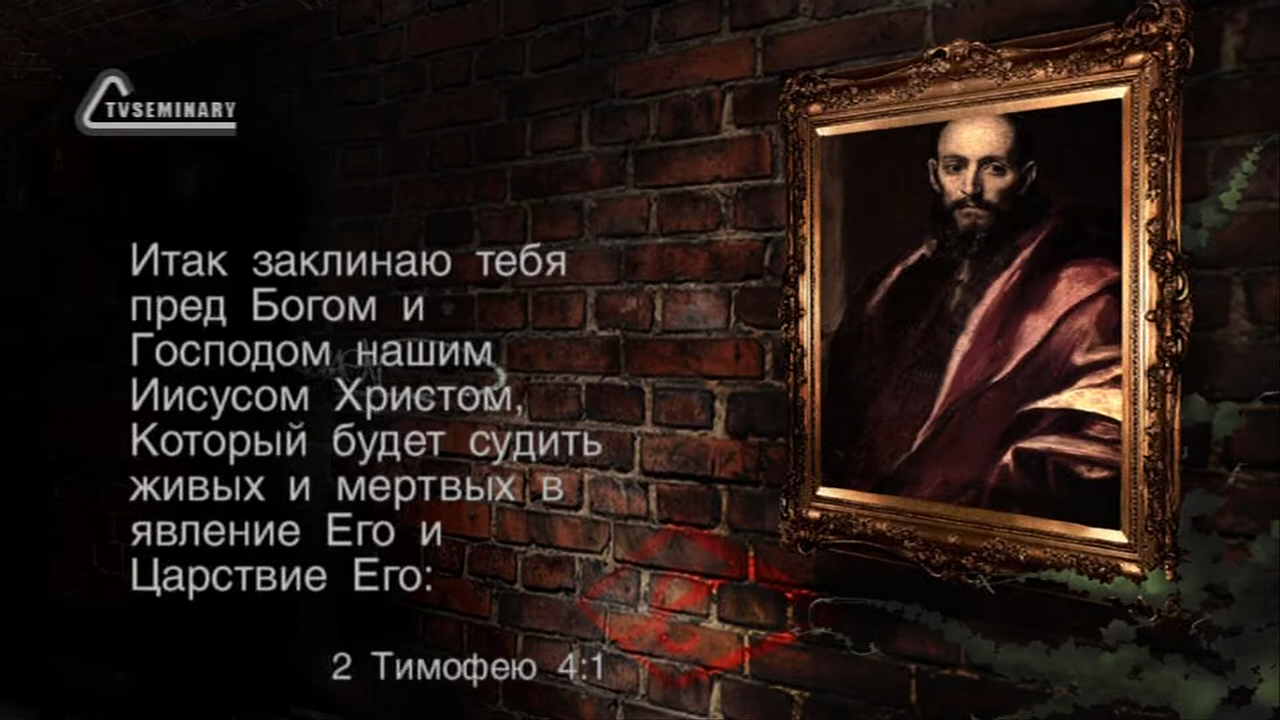 TVSEMINARY
Итак заклинаю тебя
пред Богом и
Господом нашим
Иисусом Христом,
Который будет судить
живых и мертвых в
явление Его и
Царствие Его:
2 Тимофею 4:1